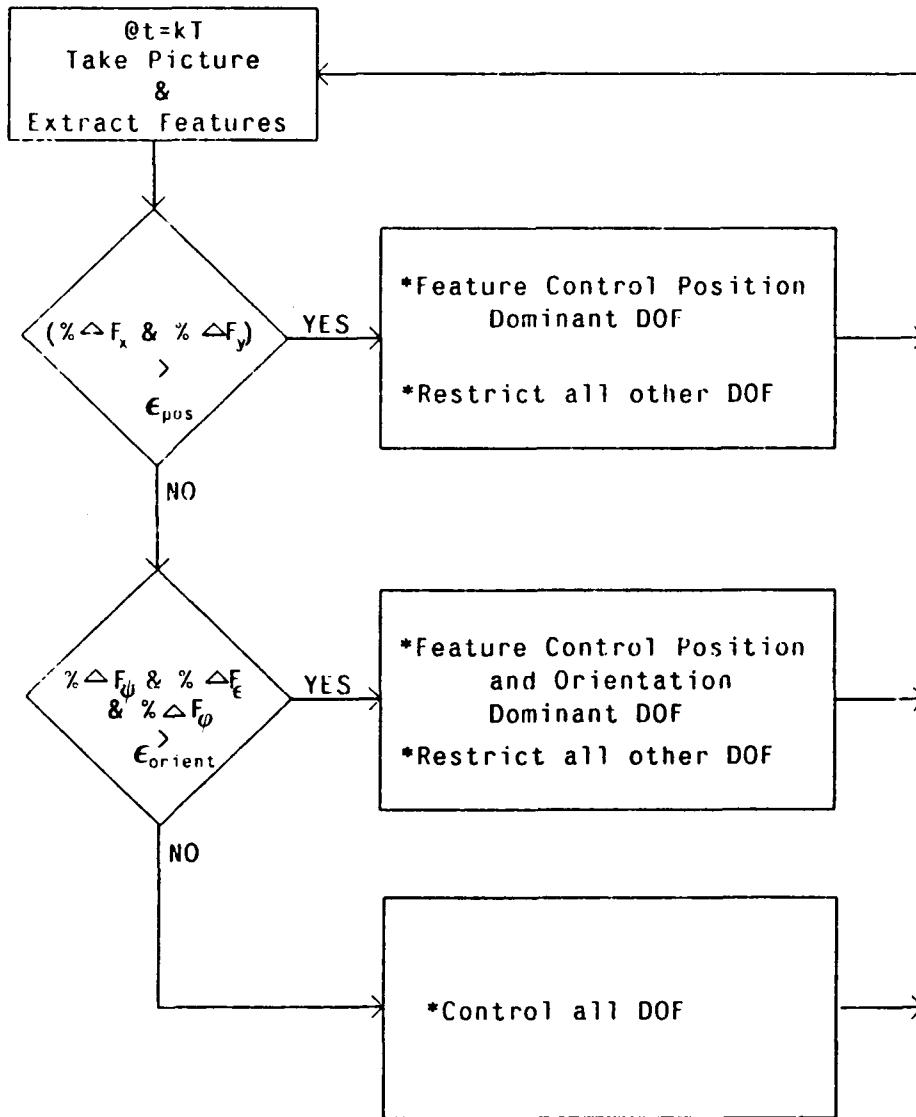 @t=kT
Take Picture
&
Extract Features
(% △F_x & % △F_y)
>
ϵ_pos
YES
*Feature Control Position
Dominant DOF
*Restrict all other DOF
NO
% △F_ψ & % △F_ϵ
& % △F_φ
>
ϵ_orient
YES
*Feature Control Position
and Orientation
Dominant DOF
*Restrict all other DOF
NO
*Control all DOF